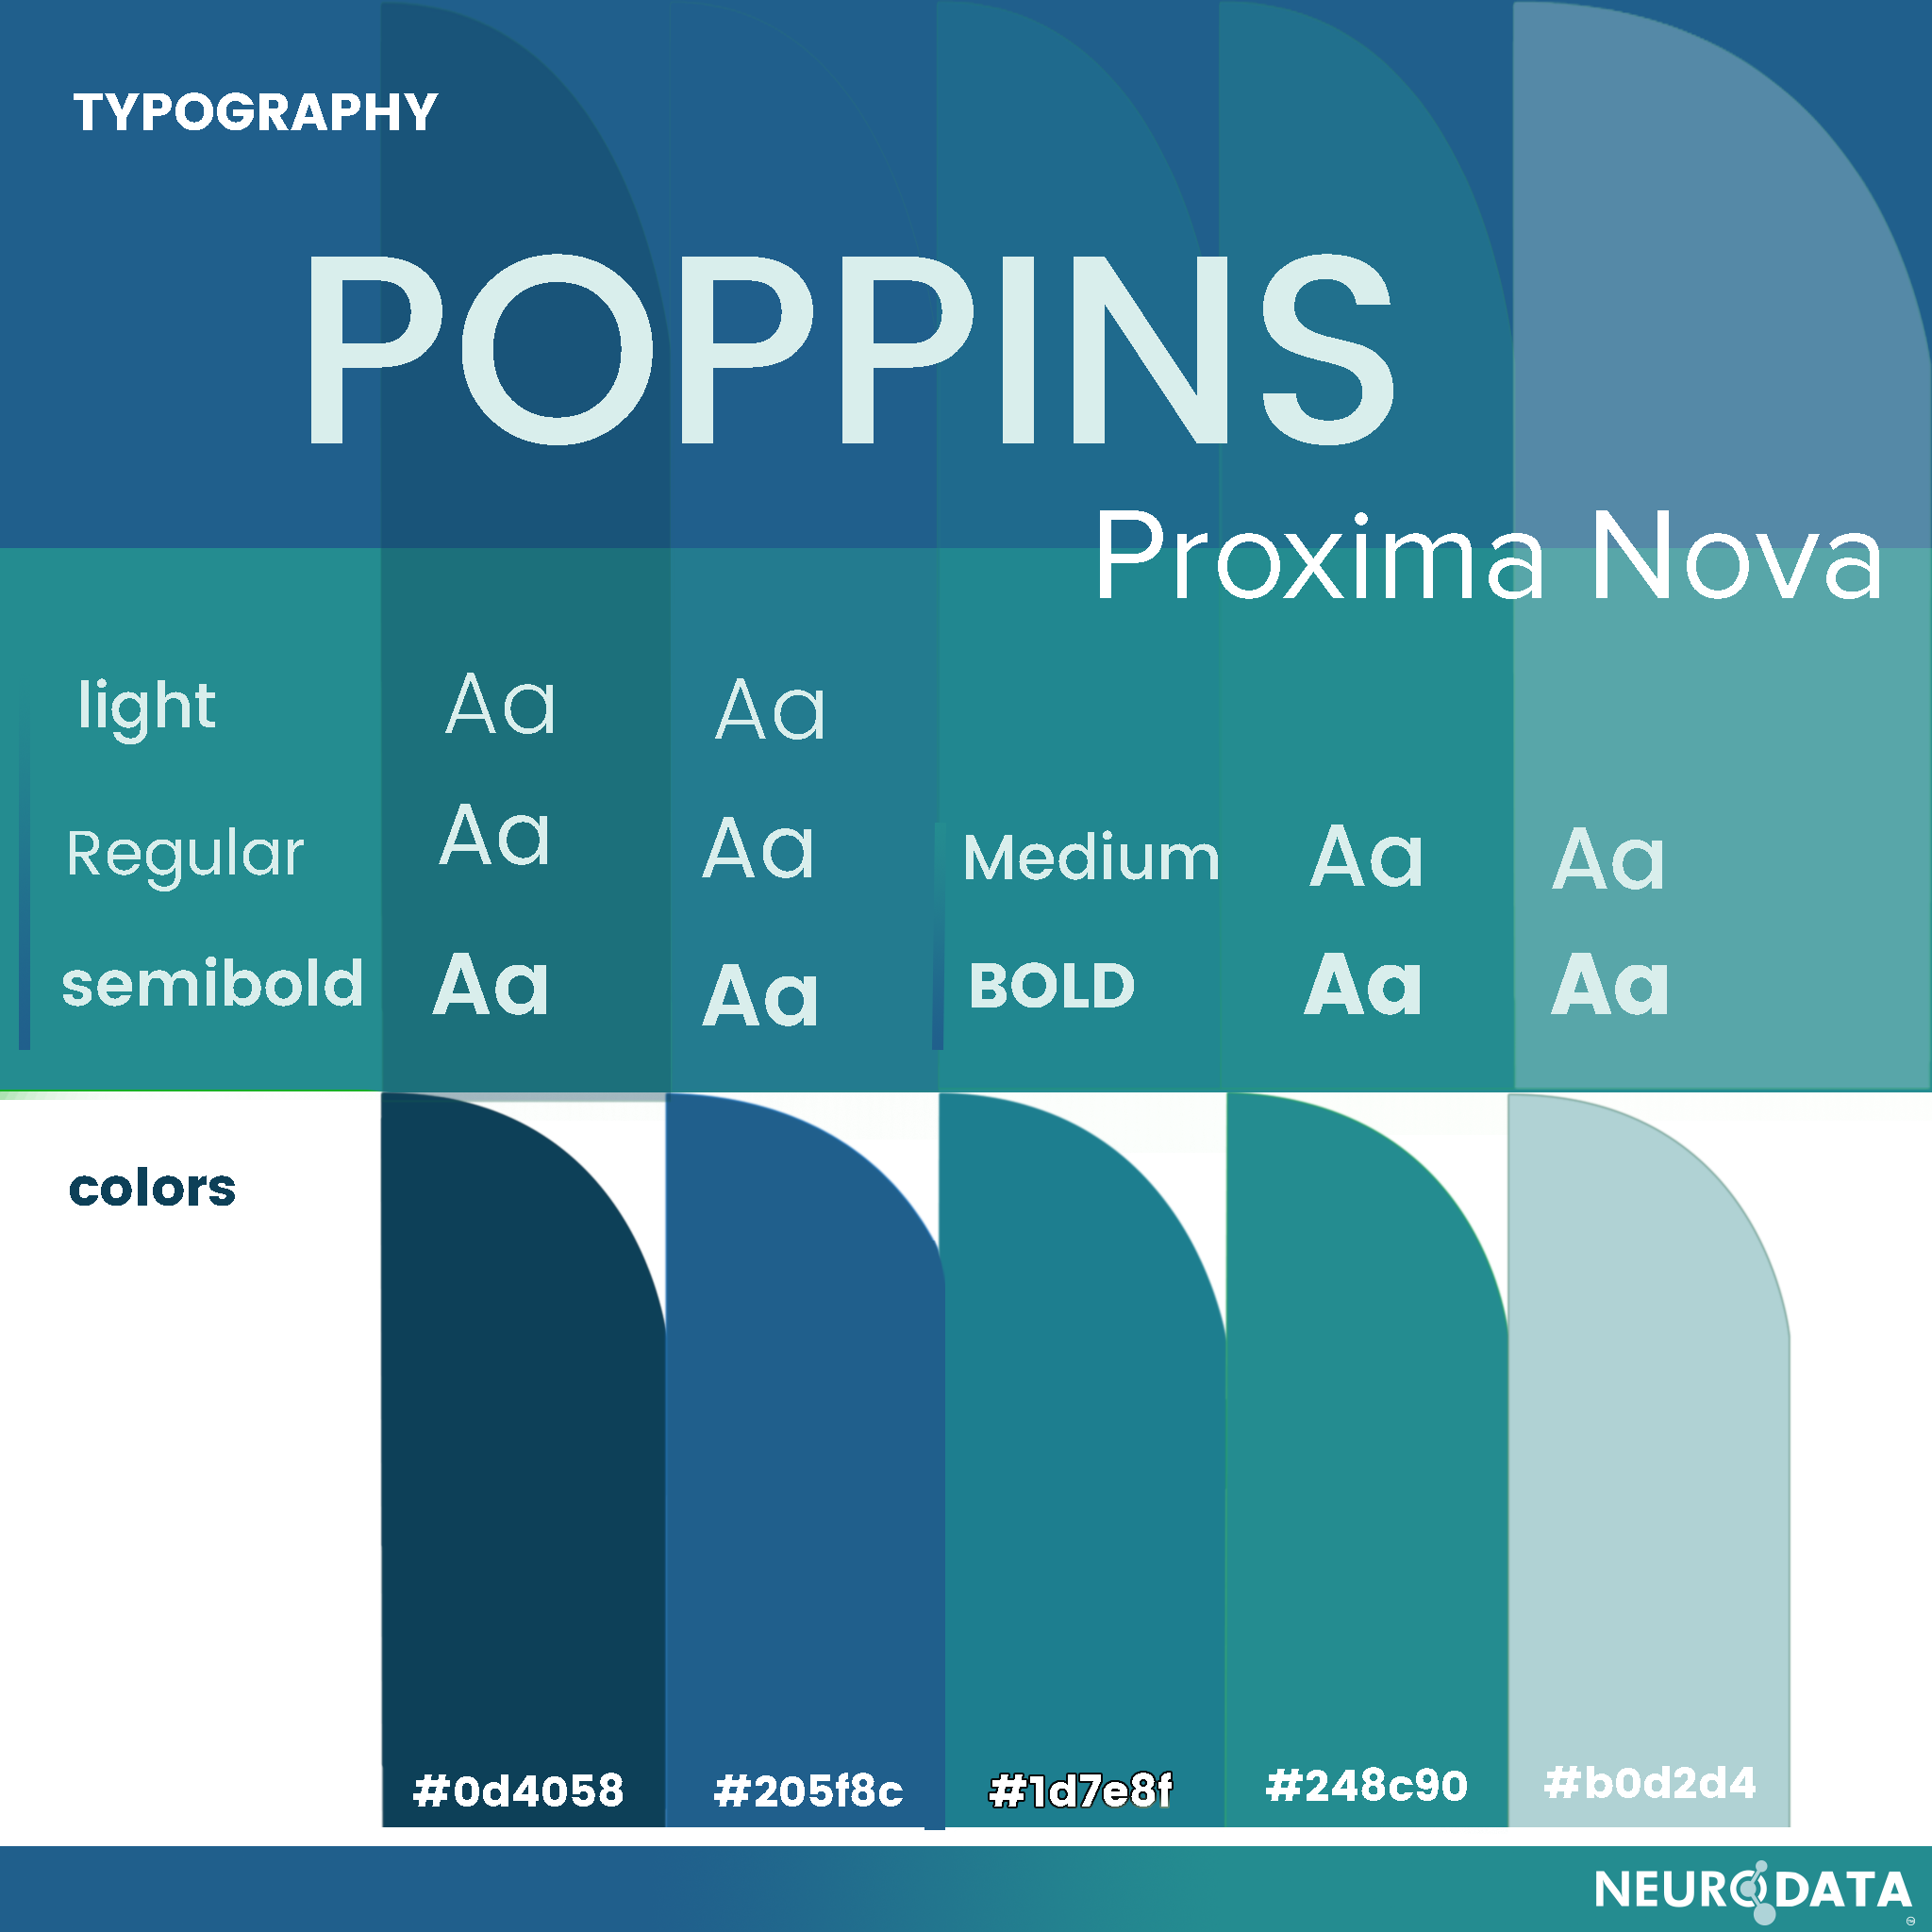 TYPOGRAPHY
POPPINS
Proxima Nova
light Aa Aa
Regular Aa Aa Medium Aa Aa
semibold Aa Aa BOLD Aa Aa
colors
#0d4058 #205f8c #1d7e8f #248c90 #b0d2d4
NEURODATA